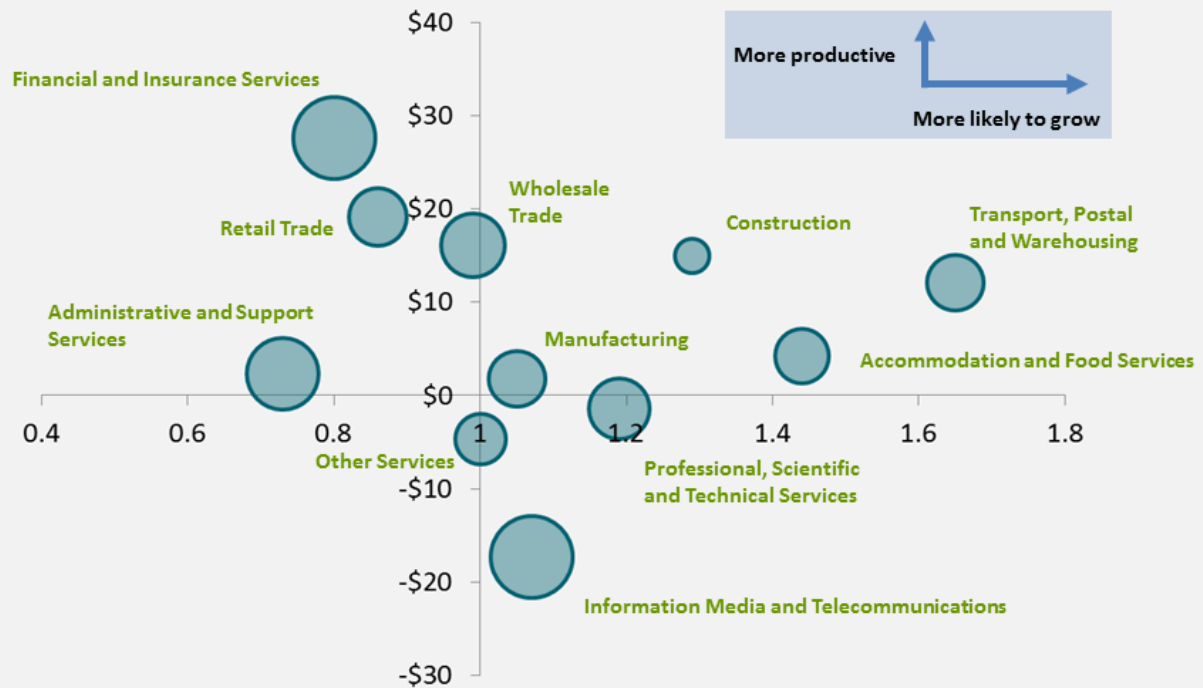 $40
More productive
More likely to grow
Financial and Insurance Services
$30
Wholesale
Trade
$20
Retail Trade
Construction
Transport, Postal
and Warehousing
$10
Administrative and Support
Services
Manufacturing
Accommodation and Food Services
$0
0.4
0.6
0.8
1
1.2
1.4
1.6
1.8
Other Services
Professional, Scientific
and Technical Services
-$10
-$20
Information Media and Telecommunications
-$30